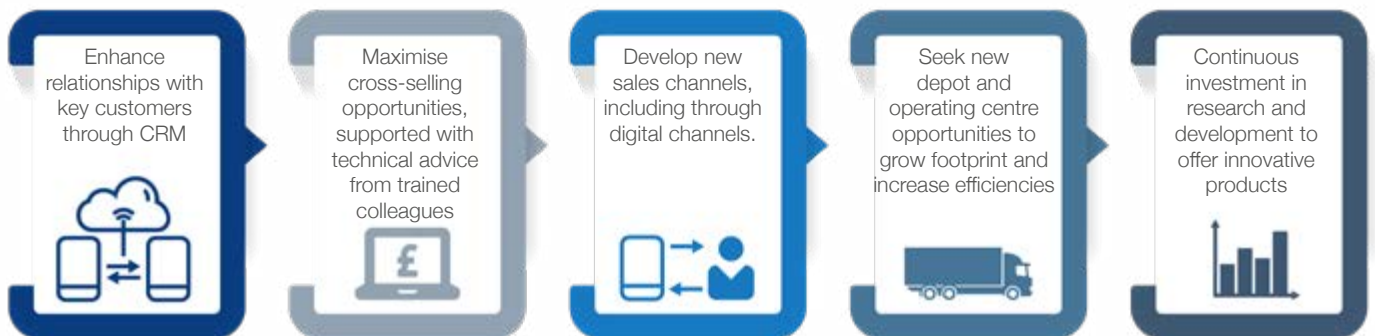 Enhance
relationships with
key customers
through CRM
Maximise
cross-selling
opportunities,
supported with
technical advice
from trained
colleagues
£
Develop new
sales channels,
including through
digital channels.
Seek new
depot and
operating centre
opportunities to
grow footprint and
increase efficiencies
Continuous
investment in
research and
development to
offer innovative
products